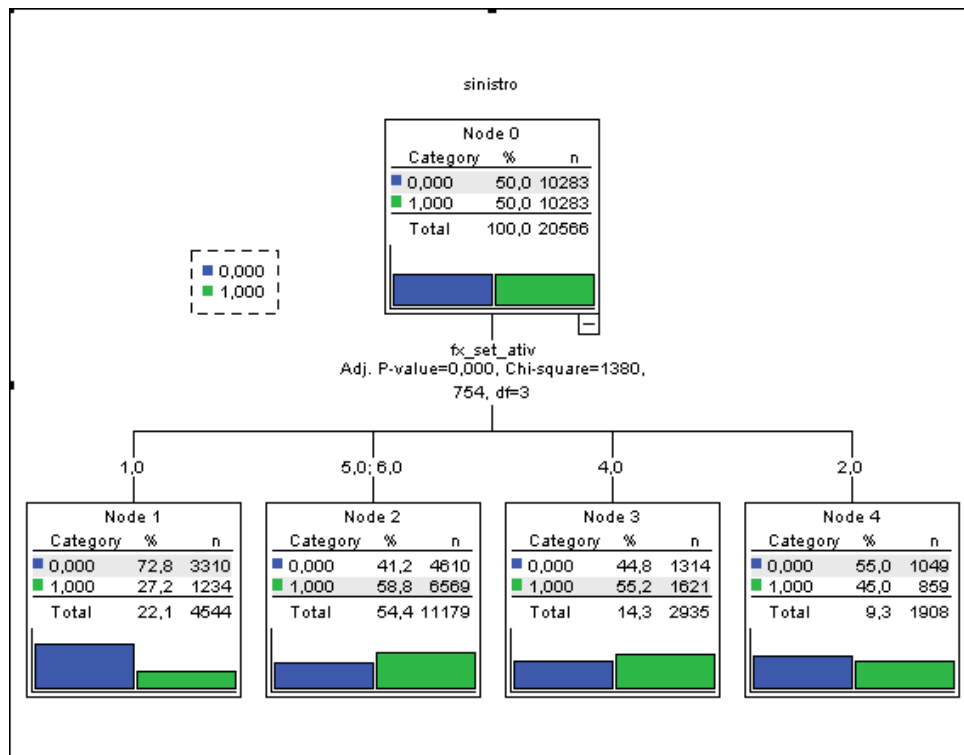 sinistro
Node 0
Category % n
0,000 50,0 10283
1,000 50,0 10283
Total 100,0 20566
0,000
1,000
fx_set_ativ
Adj. P-value=0,000, Chi-square=1380,
754, df=3
1,0
5,0; 6,0
4,0
2,0
Node 1
Category % n
0,000 72,8 3310
1,000 27,2 1234
Total 22,1 4544
Node 2
Category % n
0,000 41,2 4610
1,000 58,8 6569
Total 54,4 11179
Node 3
Category % n
0,000 44,8 1314
1,000 55,2 1621
Total 14,3 2935
Node 4
Category % n
0,000 55,0 1049
1,000 45,0 859
Total 9,3 1908